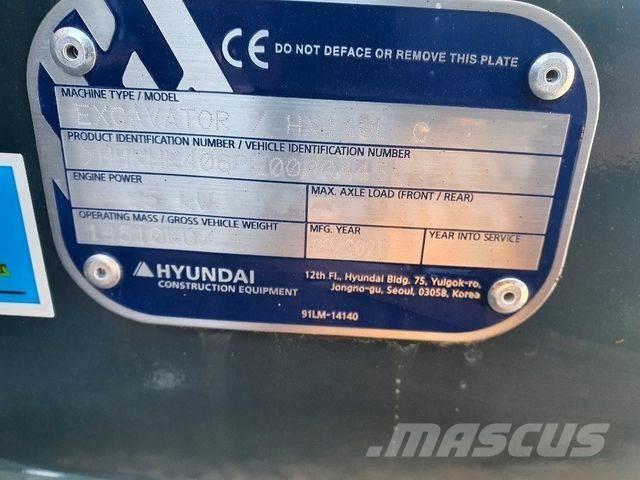 CE DO NOT DEFACE OR REMOVE THIS PLATE
MACHINE TYPE / MODEL
EXCAVATOR /
PRODUCT IDENTIFICATION NUMBER / VEHICLE IDENTIFICATION NUMBER
ENGINE POWER
MAX. AXLE LOAD (FRONT / REAR)
OPERATING MASS / GROSS VEHICLE WEIGHT
MFG. YEAR
YEAR INTO SERVICE
HYUNDAI
CONSTRUCTION EQUIPMENT
12th Fl., Hyundai Bldg. 75, Yulgok-ro,
Jongno-gu, Seoul, 03058, Korea
91LM-14140
MASCUS